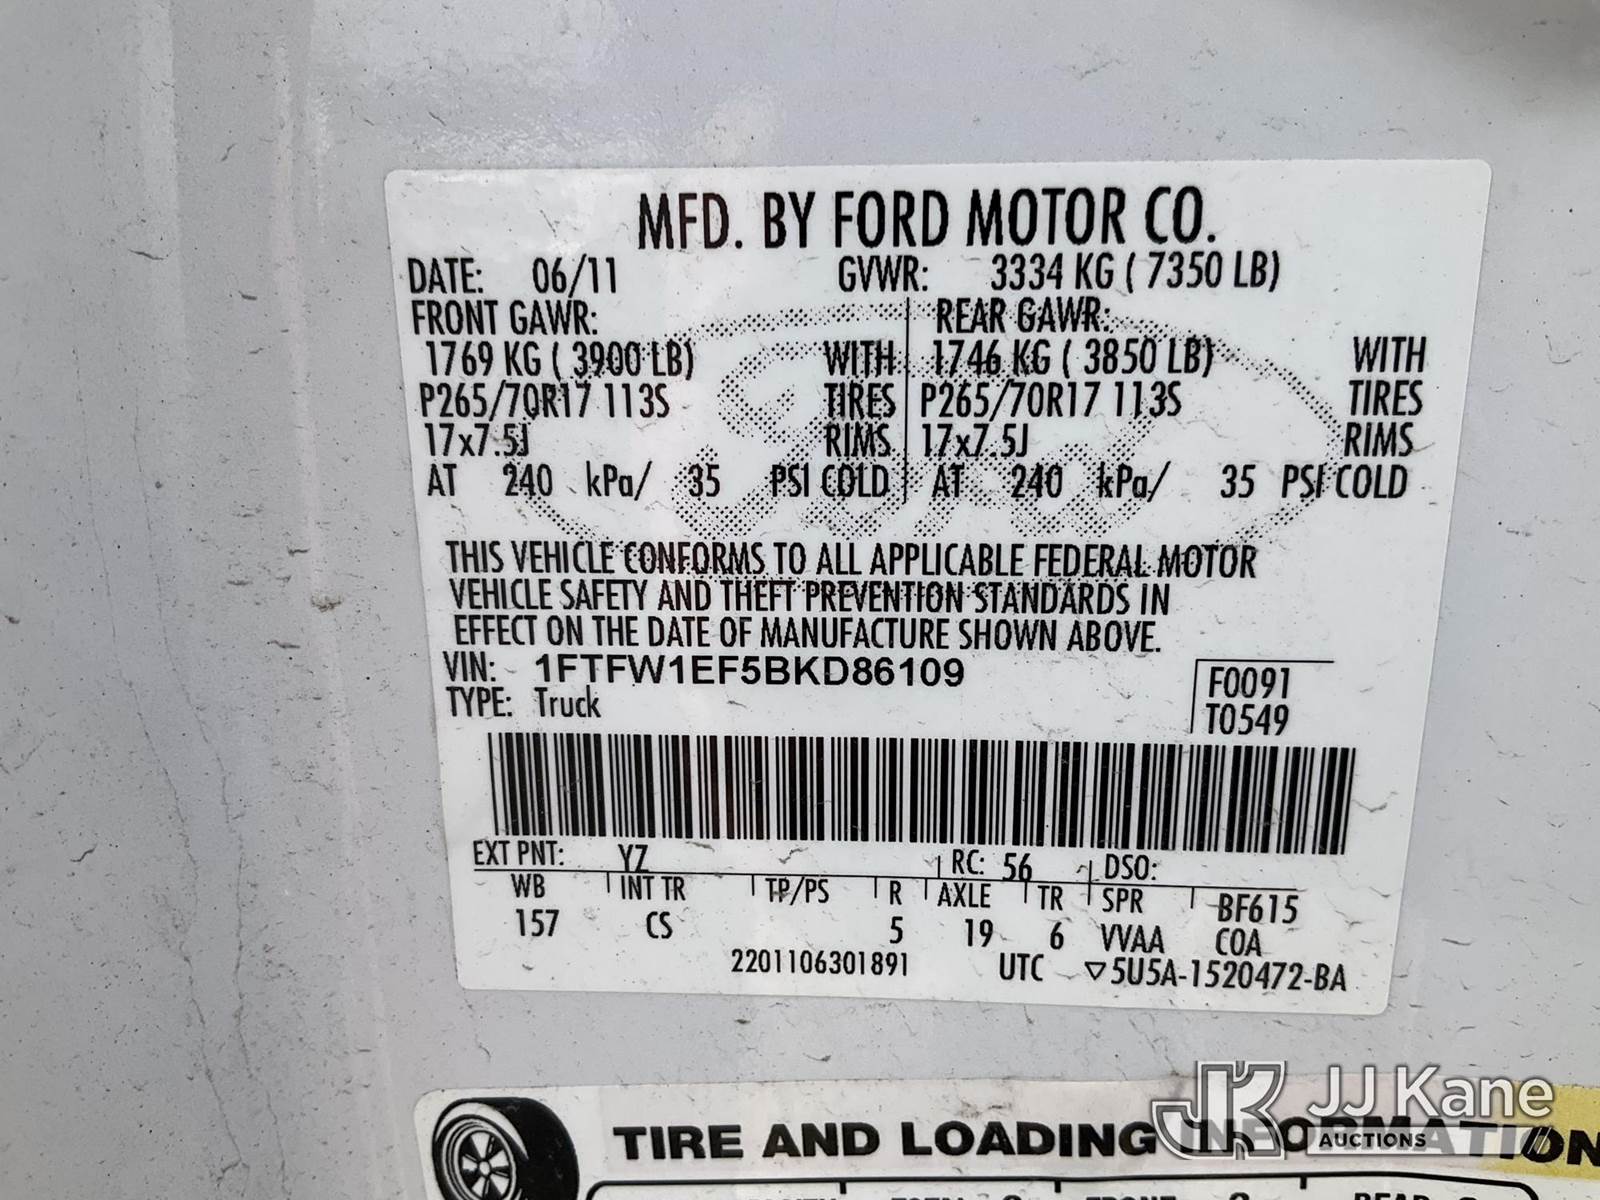 MFD. BY FORD MOTOR CO.
DATE: 06/11 GVWR: 3334 KG ( 7350 LB)
FRONT GAWR: REAR GAWR:
1769 KG ( 3900 LB) WITH 1746 KG ( 3850 LB) WITH
P265/70R17 113S TIRES P265/70R17 113S TIRES
17x7.5J RIMS 17x7.5J RIMS
AT 240 kPa/ 35 PSI COLD AT 240 kPa/ 35 PSI COLD
THIS VEHICLE CONFORMS TO ALL APPLICABLE FEDERAL MOTOR
VEHICLE SAFETY AND THEFT PREVENTION STANDARDS IN
EFFECT ON THE DATE OF MANUFACTURE SHOWN ABOVE.
VIN: 1FTFW1EF5BKD86109 F0091
TYPE: Truck T0549
EXT PNT: YZ RC: 56 DSO:
WB INT TR TP/PS R AXLE TR SPR BF615
157 CS 5 19 6 VVAA COA
2201106301891 UTC ▽5U5A-1520472-BA
TIRE AND LOADING INFORMATION
JJ Kane
AUCTIONS